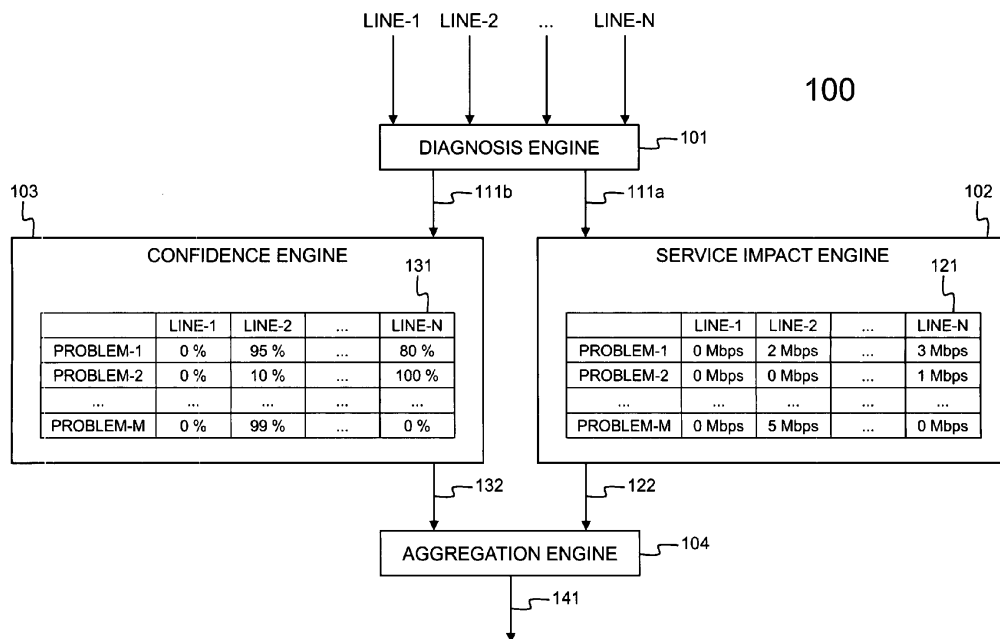 LINE-1 LINE-2 ... LINE-N
100
DIAGNOSIS ENGINE
101
111b
111a
103
102
CONFIDENCE ENGINE
131
LINE-1 LINE-2 ... LINE-N
PROBLEM-1 0 % 95 % ... 80 %
PROBLEM-2 0 % 10 % ... 100 %
... ... ... ... ...
PROBLEM-M 0 % 99 % ... 0 %
SERVICE IMPACT ENGINE
121
LINE-1 LINE-2 ... LINE-N
PROBLEM-1 0 Mbps 2 Mbps ... 3 Mbps
PROBLEM-2 0 Mbps 0 Mbps ... 1 Mbps
... ... ... ... ...
PROBLEM-M 0 Mbps 5 Mbps ... 0 Mbps
132
122
AGGREGATION ENGINE
104
141